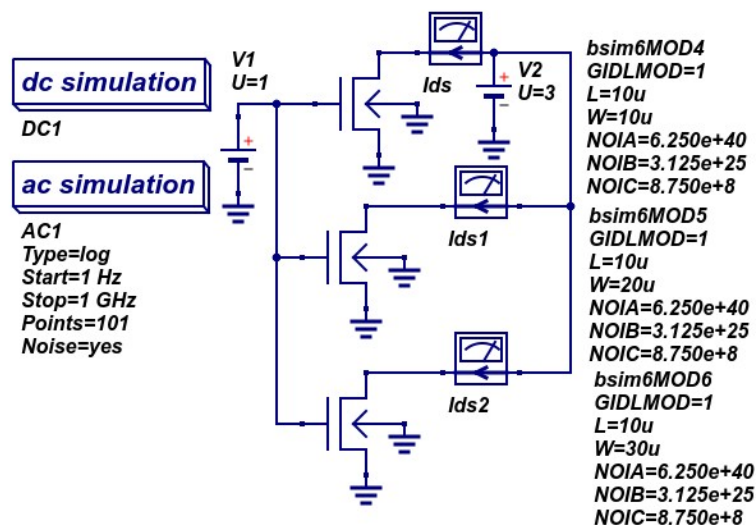 dc simulation
DC1
ac simulation
AC1
Type=log
Start=1 Hz
Stop=1 GHz
Points=101
Noise=yes
V1
U=1
+
−
Ids
V2
U=3
+
−
Ids1
Ids2
bsim6MOD4
GIDLMOD=1
L=10u
W=10u
NOIA=6.250e+40
NOIB=3.125e+25
NOIC=8.750e+8
bsim6MOD5
GIDLMOD=1
L=10u
W=20u
NOIA=6.250e+40
NOIB=3.125e+25
NOIC=8.750e+8
bsim6MOD6
GIDLMOD=1
L=10u
W=30u
NOIA=6.250e+40
NOIB=3.125e+25
NOIC=8.750e+8